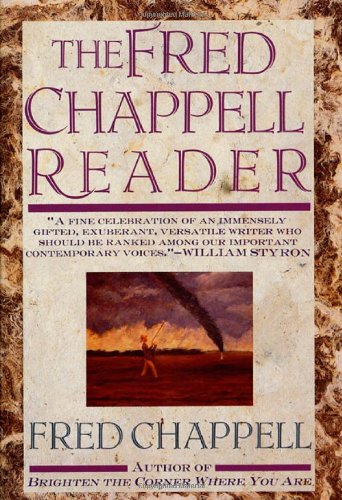 THE FRED
CHAPPELL
READER
"A FINE CELEBRATION OF AN IMMENSELY
GIFTED, EXUBERANT, VERSATILE WRITER WHO
SHOULD BE RANKED AMONG OUR IMPORTANT
CONTEMPORARY VOICES."—WILLIAM STYRON
FRED CHAPPELL
AUTHOR OF
BRIGHTEN THE CORNER WHERE YOU ARE